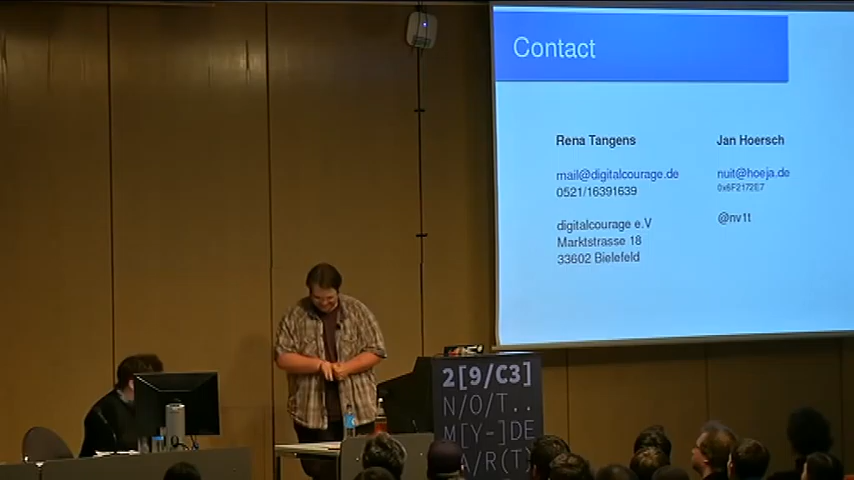 Contact
Rena Tangens
mail@digitalcourage.de
0521/16391639
digitalcourage e.V
Marktstrasse 18
33602 Bielefeld
Jan Hoersch
nuit@hoeja.de
0x6F2172E7
@nv1t
2[9/C3]
N/O/T..
M[Y-]DE
A/R(T)